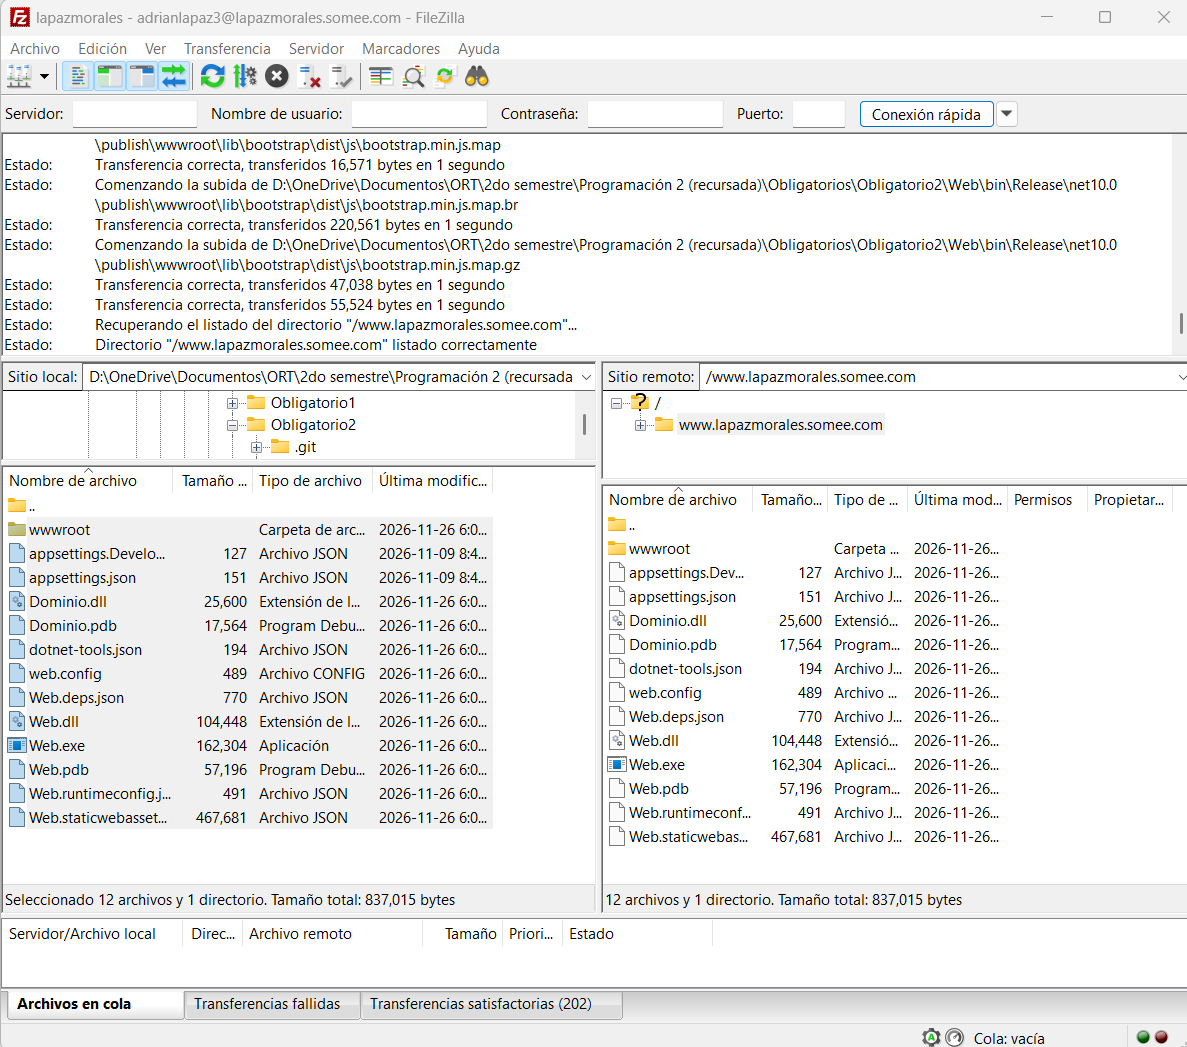 lapazmorales - adrianlapaz3@lapazmorales.somee.com - FileZilla
Archivo Edición Ver Transferencia Servidor Marcadores Ayuda
Servidor: Nombre de usuario: Contraseña: Puerto: Conexión rápida
\publish\wwwroot\lib\bootstrap\dist\js\bootstrap.min.js.map
Estado: Transferencia correcta, transferidos 16,571 bytes en 1 segundo
Estado: Comenzando la subida de D:\OneDrive\Documentos\ORT\2do semestre\Programación 2 (recursada)\Obligatorios\Obligatorio2\Web\bin\Release\net10.0
\publish\wwwroot\lib\bootstrap\dist\js\bootstrap.min.js.map.br
Estado: Transferencia correcta, transferidos 220,561 bytes en 1 segundo
Estado: Comenzando la subida de D:\OneDrive\Documentos\ORT\2do semestre\Programación 2 (recursada)\Obligatorios\Obligatorio2\Web\bin\Release\net10.0
\publish\wwwroot\lib\bootstrap\dist\js\bootstrap.min.js.map.gz
Estado: Transferencia correcta, transferidos 47,038 bytes en 1 segundo
Estado: Transferencia correcta, transferidos 55,524 bytes en 1 segundo
Estado: Recuperando el listado del directorio "/www.lapazmorales.somee.com"...
Estado: Directorio "/www.lapazmorales.somee.com" listado correctamente
Sitio local: D:\OneDrive\Documentos\ORT\2do semestre\Programación 2 (recursada
Obligatorio1
Obligatorio2
.git
Nombre de archivo Tamaño ... Tipo de archivo Última modific...
..
wwwroot Carpeta de arc... 2026-11-26 6:0...
appsettings.Develo... 127 Archivo JSON 2026-11-09 8:4...
appsettings.json 151 Archivo JSON 2026-11-09 8:4...
Dominio.dll 25,600 Extensión de l... 2026-11-26 6:0...
Dominio.pdb 17,564 Program Debu... 2026-11-26 6:0...
dotnet-tools.json 194 Archivo JSON 2026-11-26 6:0...
web.config 489 Archivo CONFIG 2026-11-26 6:0...
Web.deps.json 770 Archivo JSON 2026-11-26 6:0...
Web.dll 104,448 Extensión de l... 2026-11-26 6:0...
Web.exe 162,304 Aplicación 2026-11-26 6:0...
Web.pdb 57,196 Program Debu... 2026-11-26 6:0...
Web.runtimeconfig.j... 491 Archivo JSON 2026-11-26 6:0...
Web.staticwebasset... 467,681 Archivo JSON 2026-11-26 6:0...
Seleccionado 12 archivos y 1 directorio. Tamaño total: 837,015 bytes
Sitio remoto: /www.lapazmorales.somee.com
/
www.lapazmorales.somee.com
Nombre de archivo Tamaño... Tipo de ... Última mod... Permisos Propietar...
..
wwwroot Carpeta ... 2026-11-26...
appsettings.Dev... 127 Archivo J... 2026-11-26...
appsettings.json 151 Archivo J... 2026-11-26...
Dominio.dll 25,600 Extensió... 2026-11-26...
Dominio.pdb 17,564 Program... 2026-11-26...
dotnet-tools.json 194 Archivo J... 2026-11-26...
web.config 489 Archivo ... 2026-11-26...
Web.deps.json 770 Archivo J... 2026-11-26...
Web.dll 104,448 Extensió... 2026-11-26...
Web.exe 162,304 Aplicaci... 2026-11-26...
Web.pdb 57,196 Program... 2026-11-26...
Web.runtimeconf... 491 Archivo J... 2026-11-26...
Web.staticwebas... 467,681 Archivo J... 2026-11-26...
12 archivos y 1 directorio. Tamaño total: 837,015 bytes
Servidor/Archivo local Direc... Archivo remoto Tamaño Priori... Estado
Archivos en cola Transferencias fallidas Transferencias satisfactorias (202)
Cola: vacía